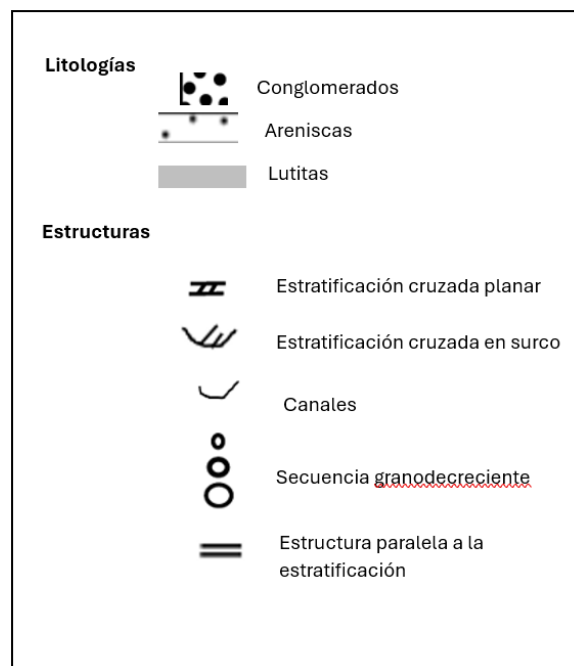 Litologías
Conglomerados
Areniscas
Lutitas
Estructuras
Estratificación cruzada planar
Estratificación cruzada en surco
Canales
Secuencia granodecreciente
Estructura paralela a la
estratificación